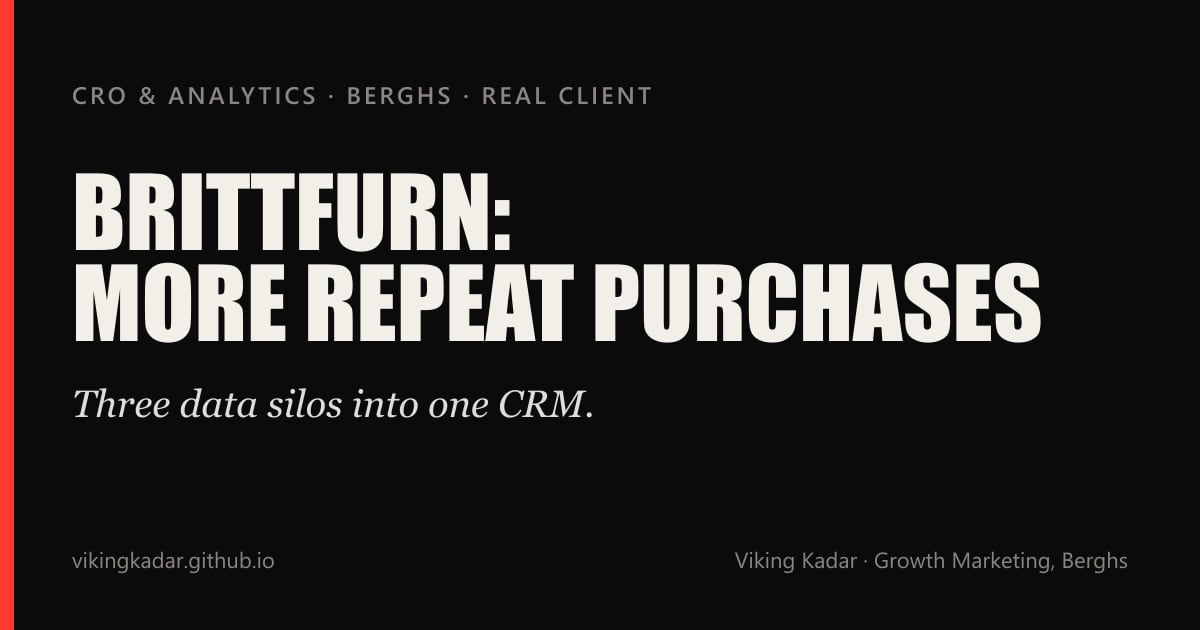 CRO & ANALYTICS · BERGHS · REAL CLIENT
BRITTFURN:
MORE REPEAT PURCHASES
Three data silos into one CRM.
vikingkadar.github.io
Viking Kadar · Growth Marketing, Berghs